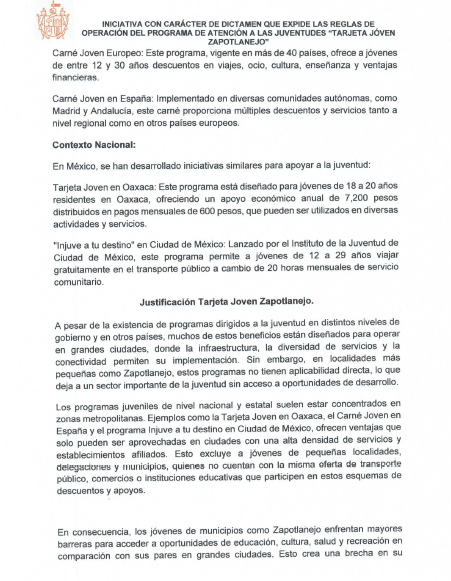 INICIATIVA CON CARÁCTER DE DICTAMEN QUE EXPIDE LAS REGLAS DE
OPERACIÓN DEL PROGRAMA DE ATENCIÓN A LAS JUVENTUDES "TARJETA JÓVEN
ZAPOTLANEJO"
Carné Joven Europeo: Este programa, vigente en más de 40 países, ofrece a jóvenes
de entre 12 y 30 años descuentos en viajes, ocio, cultura, enseñanza y ventajas
financieras.
Carné Joven en España: Implementado en diversas comunidades autónomas, como
Madrid y Andalucía, este carné proporciona múltiples descuentos y servicios tanto a
nivel regional como en otros países europeos.
Contexto Nacional:
En México, se han desarrollado iniciativas similares para apoyar a la juventud:
Tarjeta Joven en Oaxaca: Este programa está diseñado para jóvenes de 18 a 20 años
residentes en Oaxaca, ofreciendo un apoyo económico anual de 7,200 pesos
distribuidos en pagos mensuales de 600 pesos, que pueden ser utilizados en diversas
actividades y servicios.
"Injuve a tu destino" en Ciudad de México: Lanzado por el Instituto de la Juventud de
Ciudad de México, este programa permite a jóvenes de 12 a 29 años viajar
gratuitamente en el transporte público a cambio de 20 horas mensuales de servicio
comunitario.
Justificación Tarjeta Joven Zapotlanejo.
A pesar de la existencia de programas dirigidos a la juventud en distintos niveles de
gobierno y en otros países, muchos de estos beneficios están diseñados para operar
en grandes ciudades, donde la infraestructura, la diversidad de servicios y la
conectividad permiten su implementación. Sin embargo, en localidades más
pequeñas como Zapotlanejo, estos programas no tienen aplicabilidad directa, lo que
deja a un sector importante de la juventud sin acceso a oportunidades de desarrollo.
Los programas juveniles de nivel nacional y estatal suelen estar concentrados en
zonas metropolitanas. Ejemplos como la Tarjeta Joven en Oaxaca, el Carné Joven en
España y el programa Injuve a tu destino en Ciudad de México, ofrecen ventajas que
solo pueden ser aprovechadas en ciudades con una alta densidad de servicios y
establecimientos afiliados. Esto excluye a jóvenes de pequeñas localidades,
delegaciones y municipios, quienes no cuentan con la misma oferta de transporte
público, comercios o instituciones educativas que participen en estos esquemas de
descuentos y apoyos.
En consecuencia, los jóvenes de municipios como Zapotlanejo enfrentan mayores
barreras para acceder a oportunidades de educación, cultura, salud y recreación en
comparación con sus pares en grandes ciudades. Esto crea una brecha en su